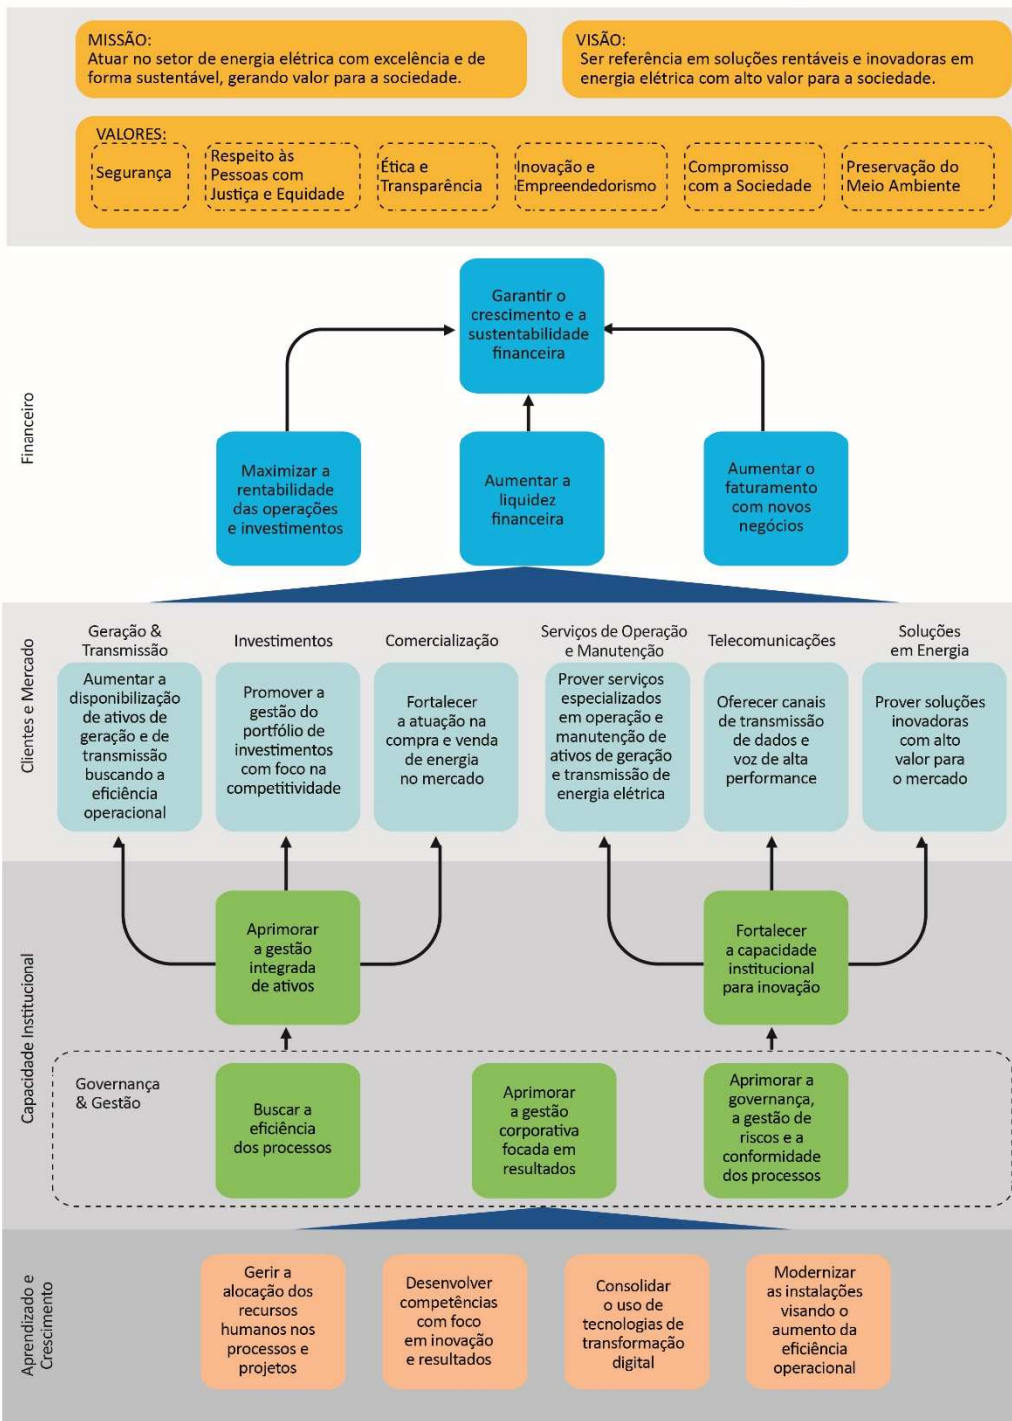 MISSÃO:
Atuar no setor de energia elétrica com excelência e de
forma sustentável, gerando valor para a sociedade.
VISÃO:
Ser referência em soluções rentáveis e inovadoras em
energia elétrica com alto valor para a sociedade.
VALORES:
Segurança
Respeito às
Pessoas com
Justiça e Equidade
Ética e
Transparência
Inovação e
Empreendedorismo
Compromisso
com a Sociedade
Preservação do
Meio Ambiente
Financeiro
Garantir o
crescimento e a
sustentabilidade
financeira
Maximizar a
rentabilidade
das operações
e investimentos
Aumentar a
liquidez
financeira
Aumentar o
faturamento
com novos
negócios
Clientes e Mercado
Geração &
Transmissão
Aumentar a
disponibilização
de ativos de
geração e de
transmissão
buscando a
eficiência
operacional
Investimentos
Promover a
gestão do
portfólio de
investimentos
com foco na
competitividade
Comercialização
Fortalecer
a atuação na
compra e venda
de energia
no mercado
Serviços de Operação
e Manutenção
Prover serviços
especializados
em operação e
manutenção de
ativos de geração
e transmissão de
energia elétrica
Telecomunicações
Oferecer canais
de transmissão
de dados e
voz de alta
performance
Soluções
em Energia
Prover soluções
inovadoras
com alto
valor para
o mercado
Capacidade Institucional
Aprimorar
a gestão
integrada
de ativos
Fortalecer
a capacidade
institucional
para inovação
Governança
& Gestão
Buscar a
eficiência
dos processos
Aprimorar
a gestão
corporativa
focada em
resultados
Aprimorar a
governança,
a gestão de
riscos e a
conformidade
dos processos
Aprendizado e
Crescimento
Gerir a
alocação dos
recursos
humanos nos
processos e
projetos
Desenvolver
competências
com foco
em inovação
e resultados
Consolidar
o uso de
tecnologias de
transformação
digital
Modernizar
as instalações
visando o
aumento da
eficiência
operacional